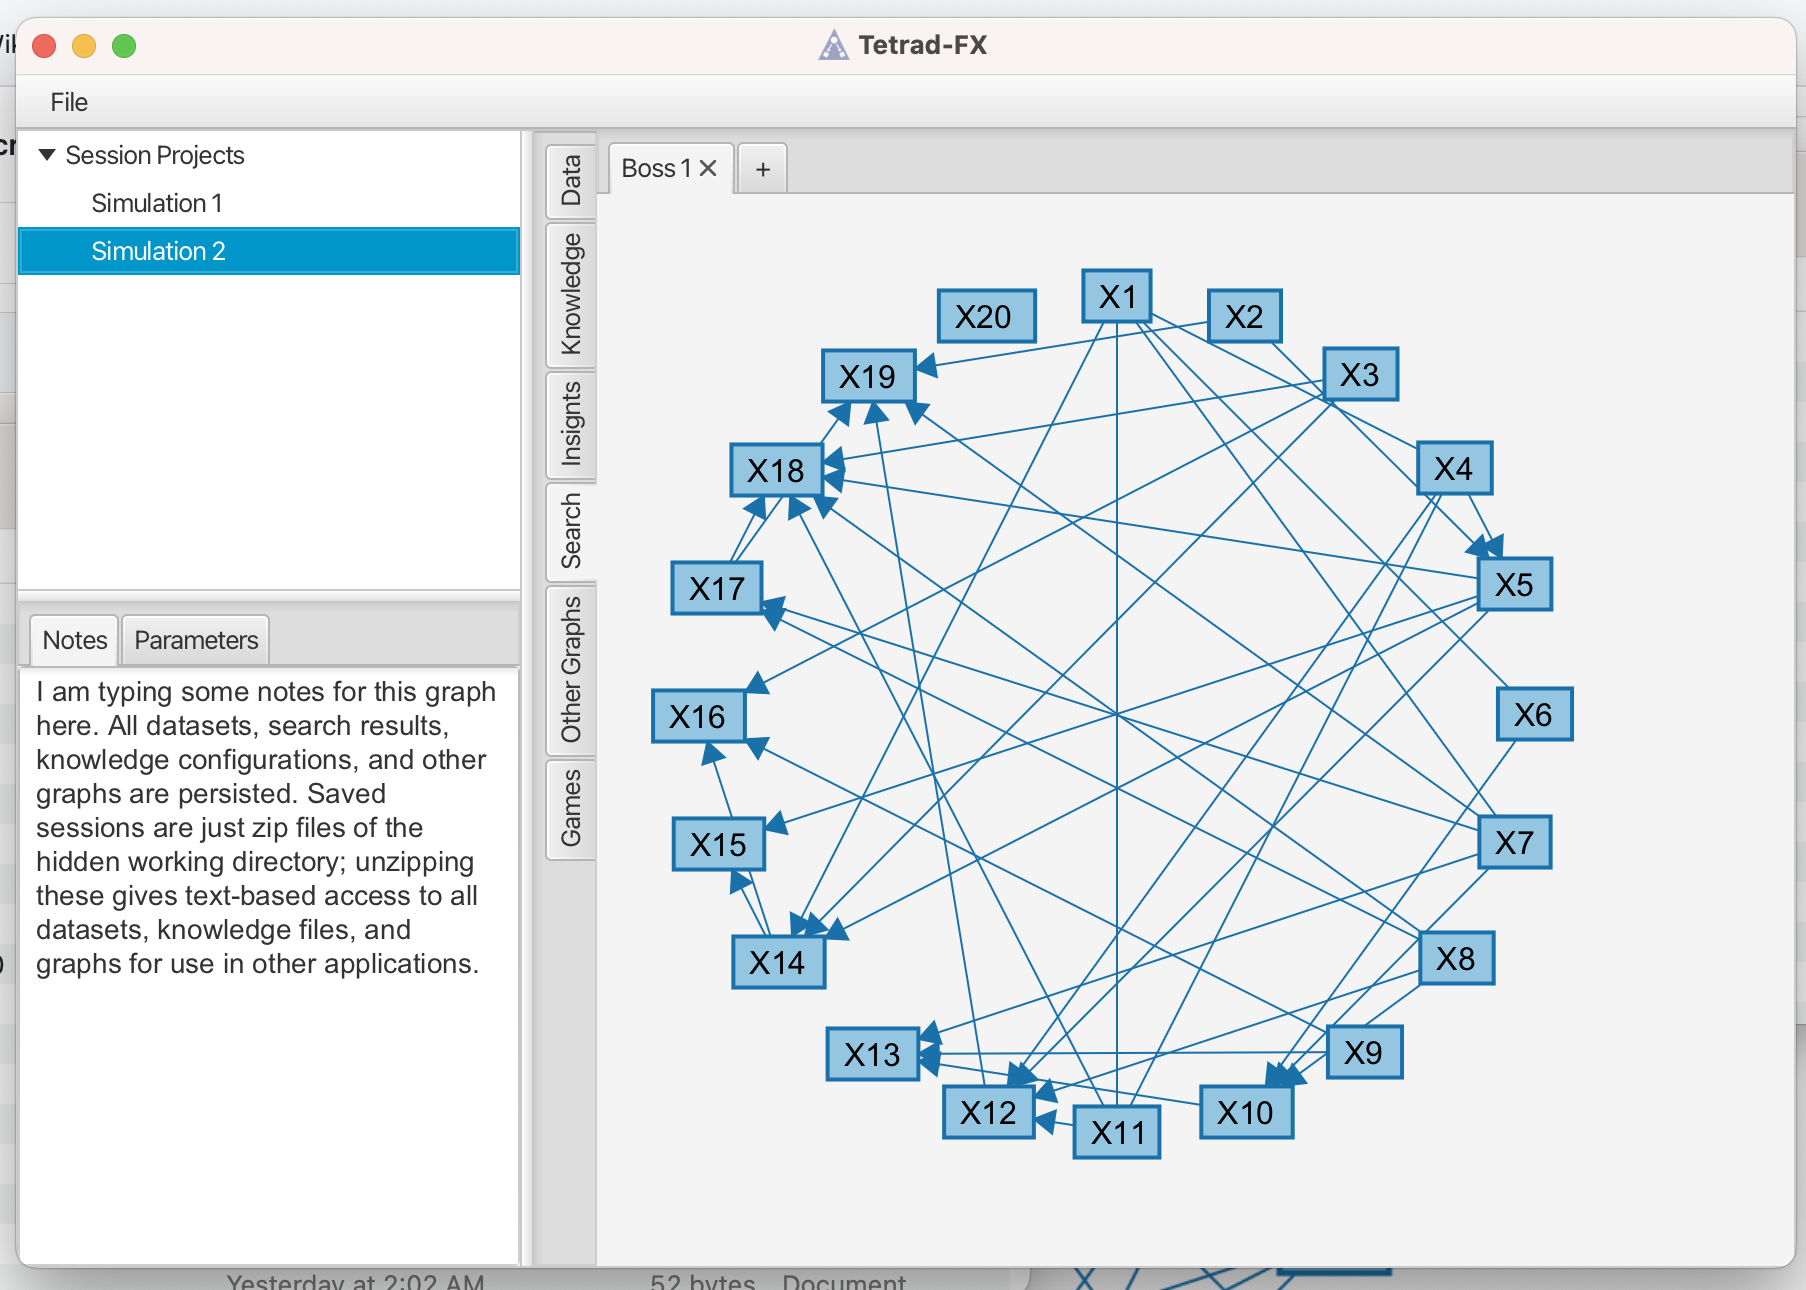 Tetrad-FX
File
Session Projects
Simulation 1
Simulation 2
Notes
Parameters
I am typing some notes for this graph
here. All datasets, search results,
knowledge configurations, and other
graphs are persisted. Saved
sessions are just zip files of the
hidden working directory; unzipping
these gives text-based access to all
datasets, knowledge files, and
graphs for use in other applications.
Data
Knowledge
Insignts
Search
Other Graphs
Games
Boss 1
+
X1
X20
X2
X19
X3
X18
X4
X17
X5
X16
X6
X15
X7
X14
X8
X13
X9
X12
X10
X11
Yesterday at 2:02 AM
52 bytes
Document